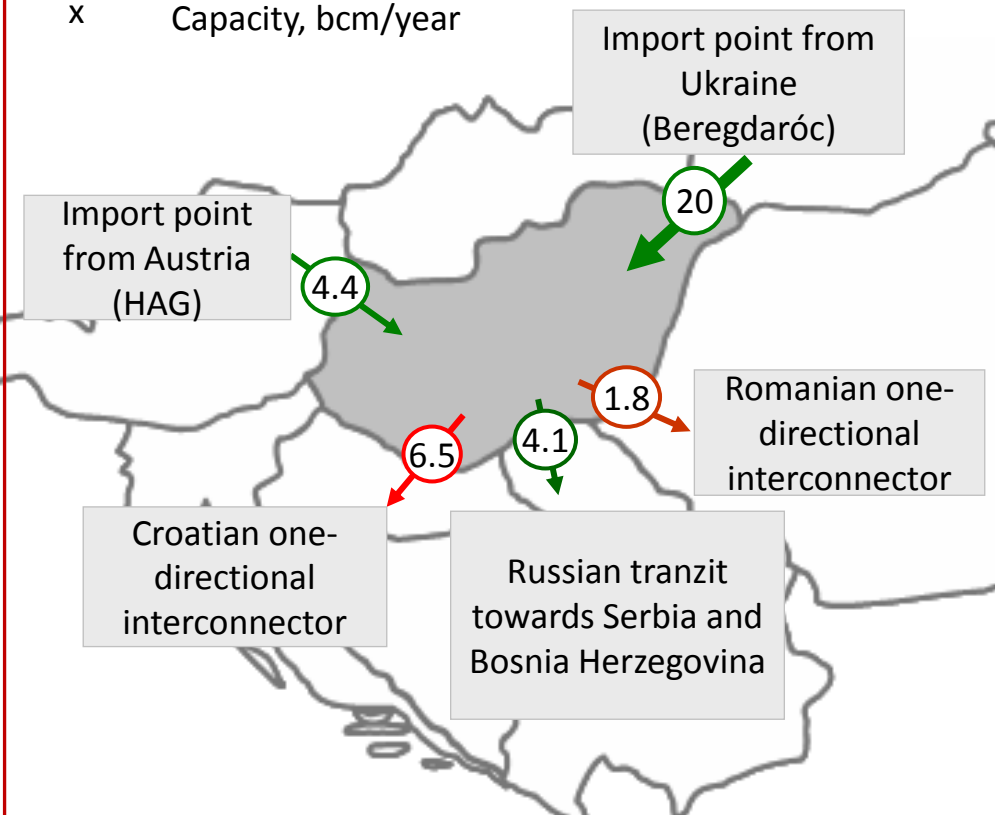 x Capacity, bcm/year
Import point from
Ukraine
(Beregdaróc)
20
Import point
from Austria
(HAG)
4.4
1.8
Romanian one-
directional
interconnector
6.5
4.1
Croatian one-
directional
interconnector
Russian tranzit
towards Serbia and
Bosnia Herzegovina